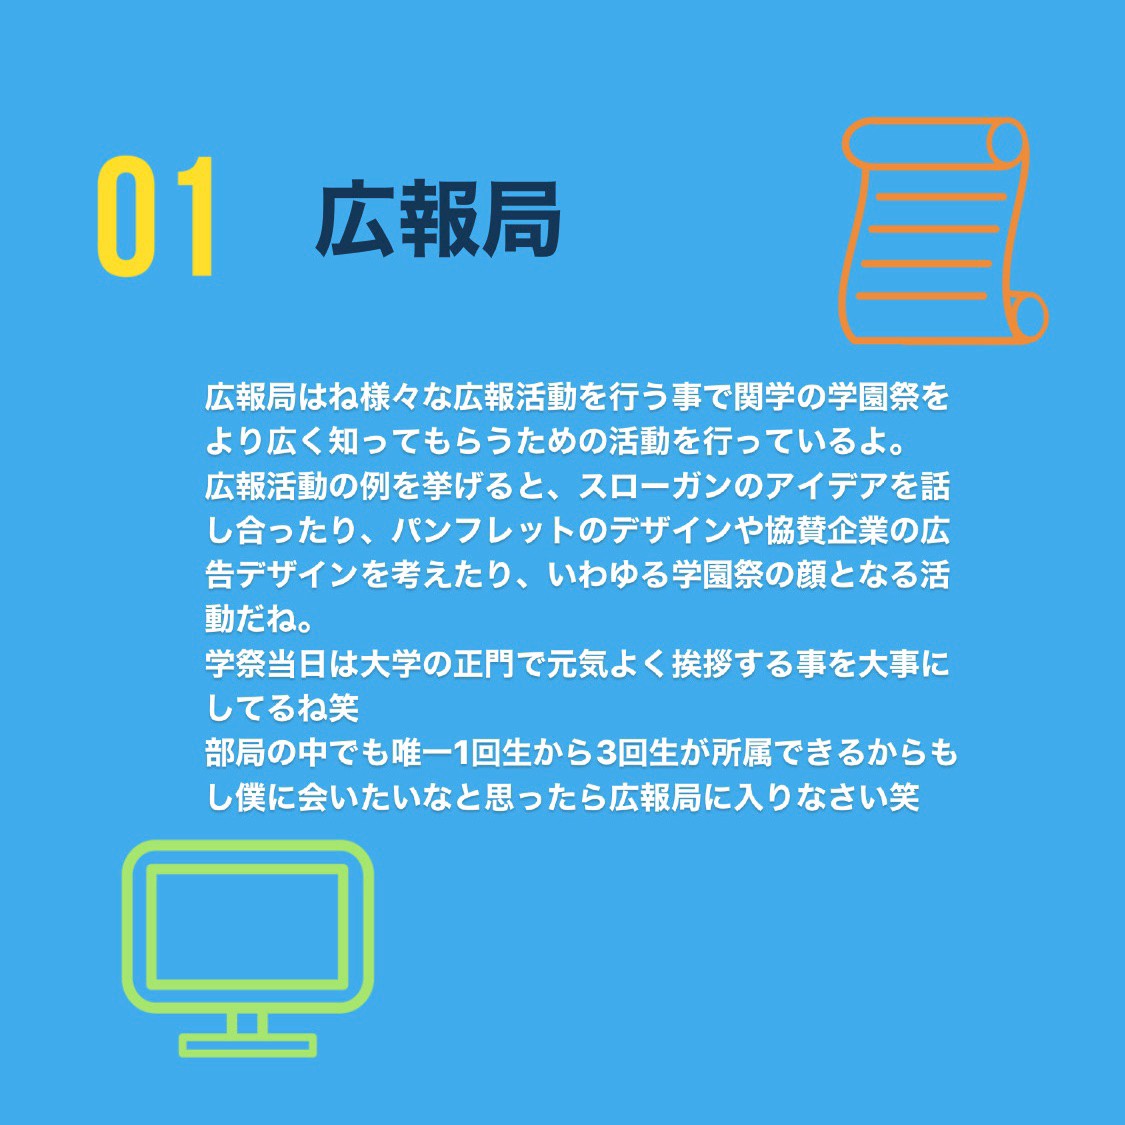 01
広報局
広報局はね様々な広報活動を行う事で関学の学園祭を
より広く知ってもらうための活動を行っているよ。
広報活動の例を挙げると、スローガンのアイデアを話
し合ったり、パンフレットのデザインや協賛企業の広
告デザインを考えたり、いわゆる学園祭の顔となる活
動だね。
学祭当日は大学の正門で元気よく挨拶する事を大事に
してるね笑
部局の中でも唯一1回生から3回生が所属できるからも
し僕に会いたいなと思ったら広報局に入りなさい笑